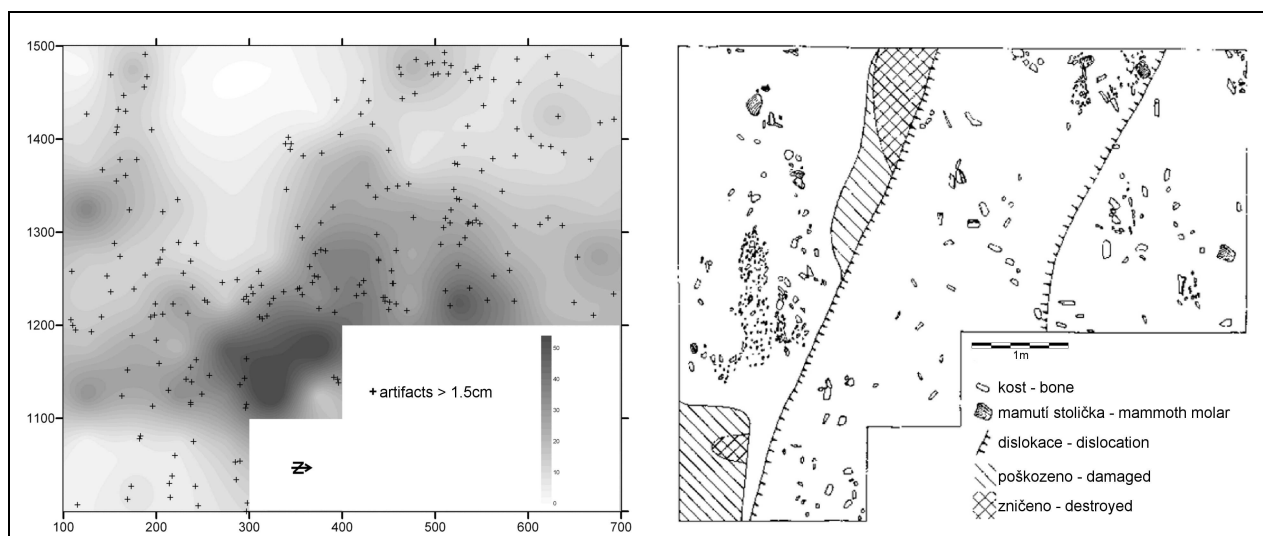 1500
1400
1300
1200
1100
100 200 300 400 500 600 700
+ artifacts > 1.5cm
50
40
30
20
10
0
N
1m
kost - bone
mamutí stolička - mammoth molar
dislokace - dislocation
poškozeno - damaged
zničeno - destroyed